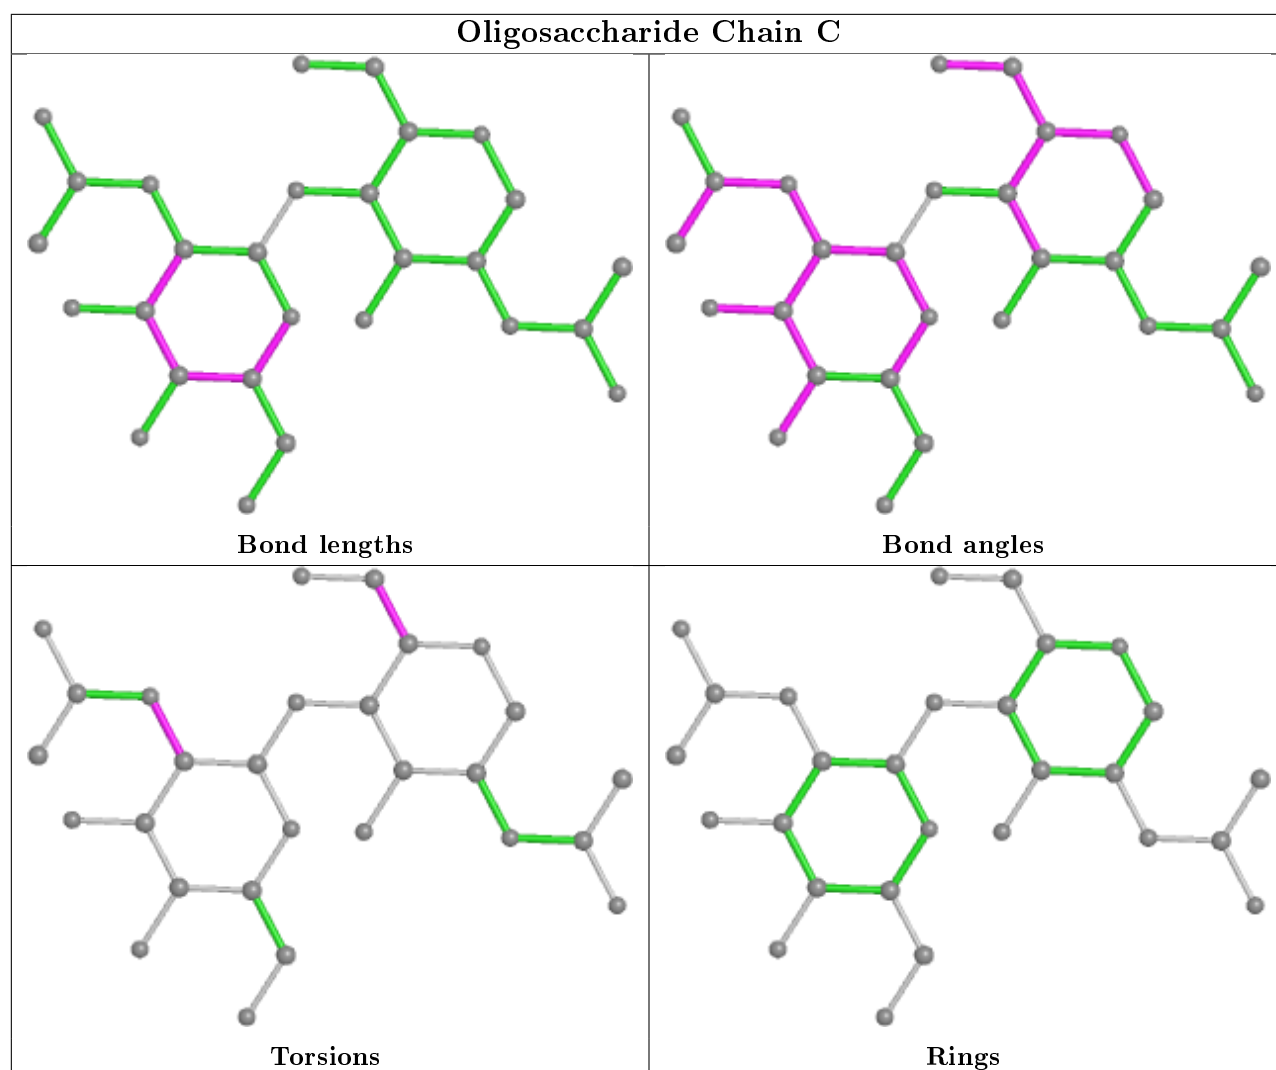 Oligosaccharide Chain C
Bond lengths
Bond angles
Torsions
Rings